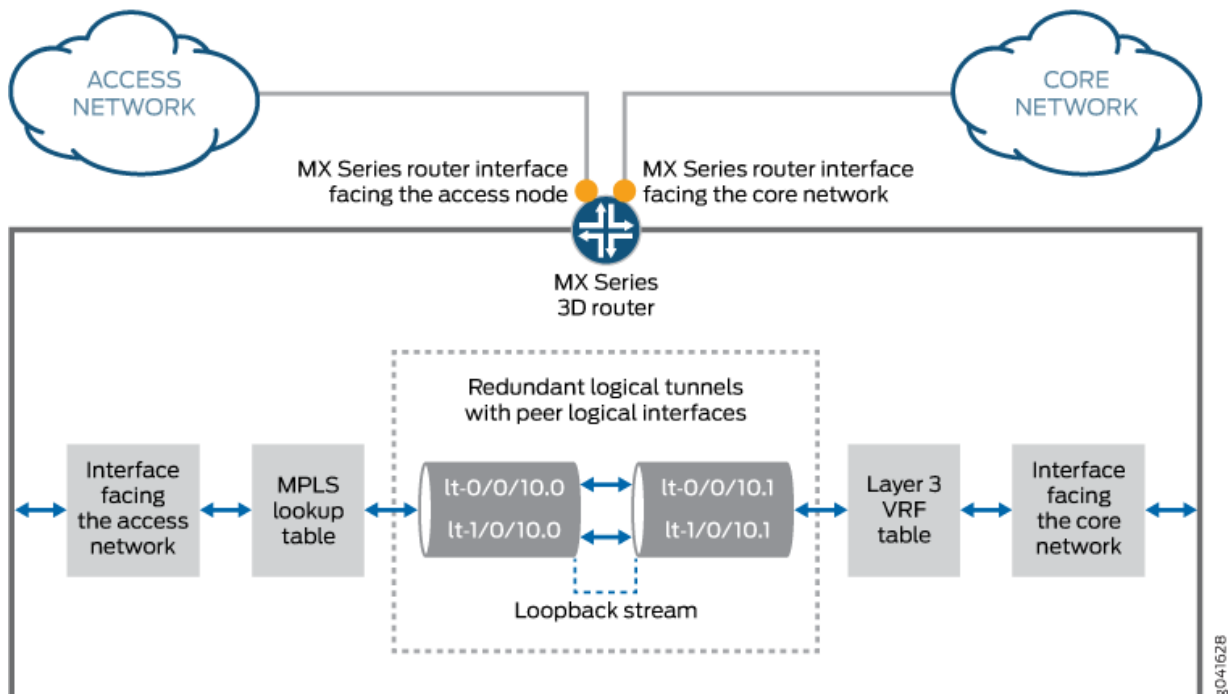 ACCESS
NETWORK
CORE
NETWORK
MX Series router interface
facing the access node
MX Series router interface
facing the core network
MX Series
3D router
Redundant logical tunnels
with peer logical interfaces
Interface
facing
the access
network
MPLS
lookup
table
lt-0/0/10.0
lt-1/0/10.0
lt-0/0/10.1
lt-1/0/10.1
Layer 3
VRF
table
Interface
facing
the core
network
Loopback stream
g041628